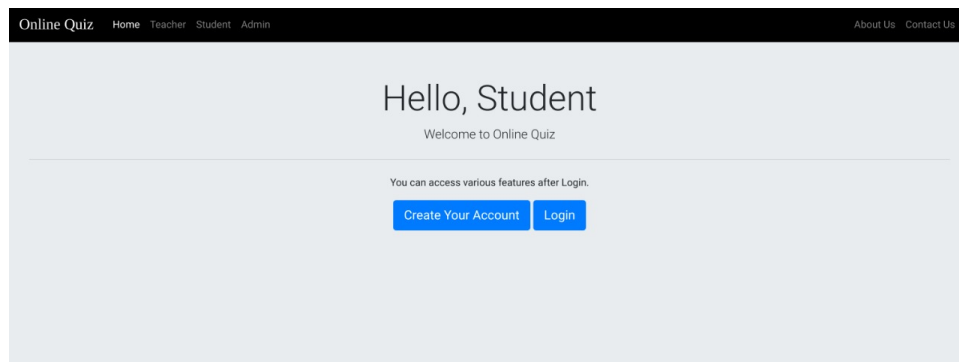 Online Quiz Home Teacher Student Admin About Us Contact Us
Hello, Student
Welcome to Online Quiz
You can access various features after Login.
Create Your Account Login